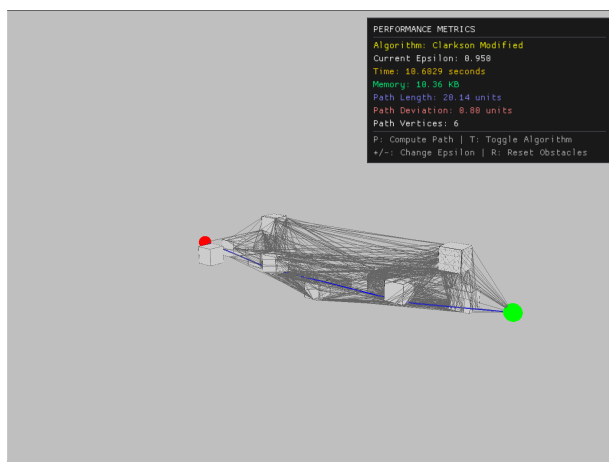 PERFORMANCE METRICS
Algorithm: Clarkson Modified
Current Epsilon: 0.950
Time: 10.6029 seconds
Memory: 10.36 KB
Path Length: 20.14 units
Path Deviation: 0.00 units
Path Vertices: 6
P: Compute Path | T: Toggle Algorithm
+/-: Change Epsilon | R: Reset Obstacles